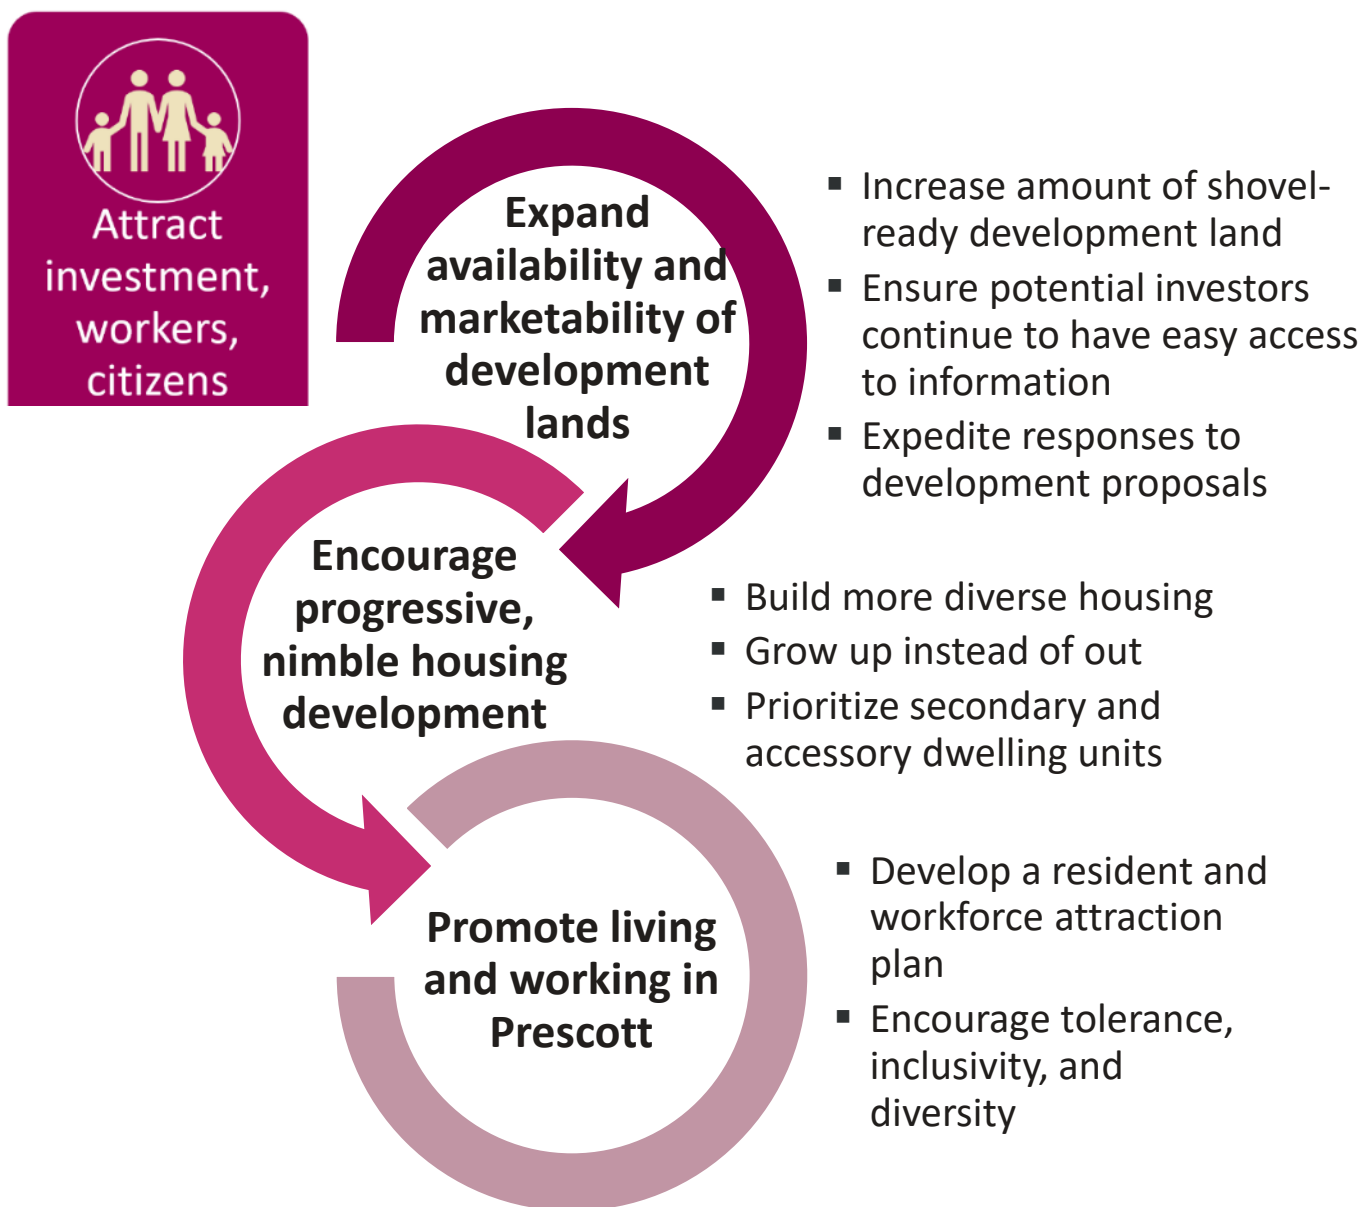 Attract
investment,
workers,
citizens
Expand
availability and
marketability of
development
lands
▪ Increase amount of shovel-
ready development land
▪ Ensure potential investors
continue to have easy access
to information
▪ Expedite responses to
development proposals
Encourage
progressive,
nimble housing
development
▪ Build more diverse housing
▪ Grow up instead of out
▪ Prioritize secondary and
accessory dwelling units
Promote living
and working in
Prescott
▪ Develop a resident and
workforce attraction
plan
▪ Encourage tolerance,
inclusivity, and
diversity